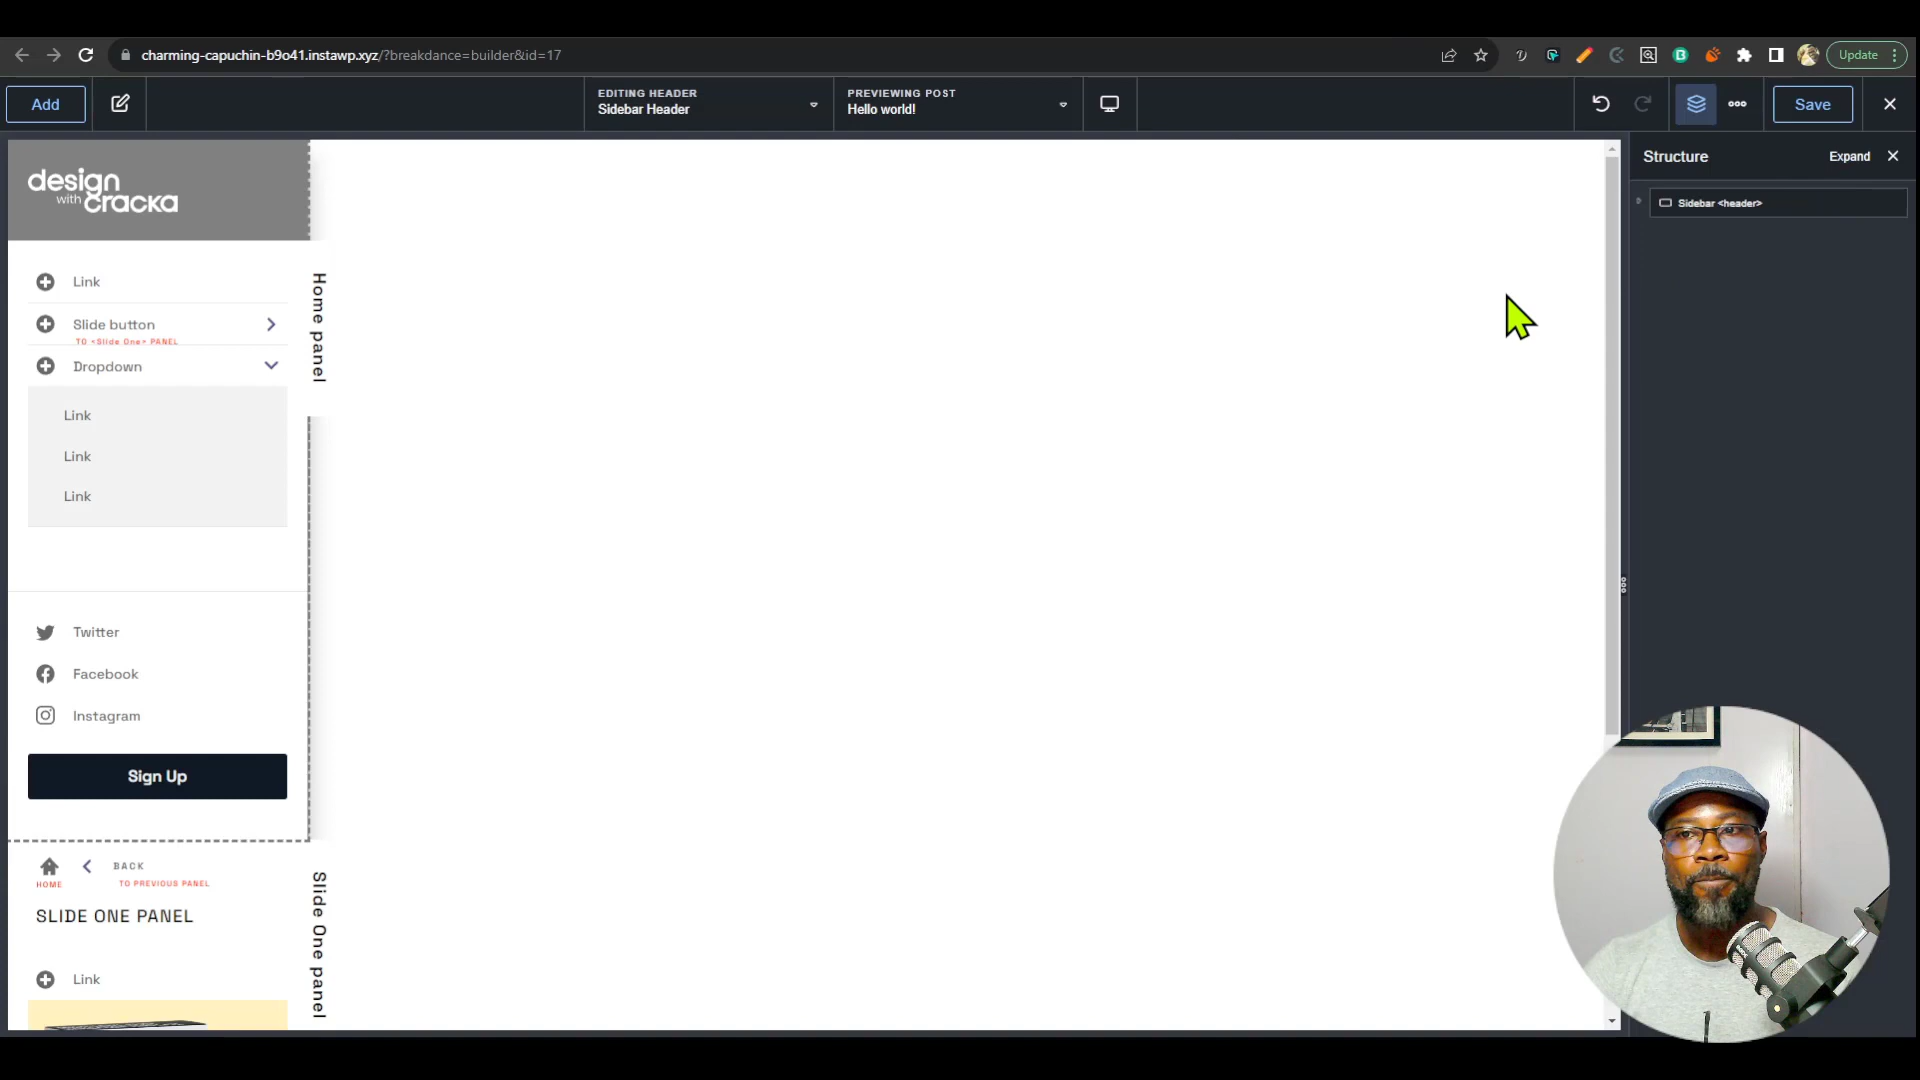 charming-capuchin-b9o41.instawp.xyz/?breakdance=builder&id=17
Update
Add
EDITING HEADER
Sidebar Header
PREVIEWING POST
Hello world!
Save
Structure
Expand
Sidebar <header>
design
with cracka
Link
Slide button
TO <Slide One> PANEL
Dropdown
Link
Link
Link
Home panel
Twitter
Facebook
Instagram
Sign Up
HOME
BACK
TO PREVIOUS PANEL
SLIDE ONE PANEL
Link
Slide One panel